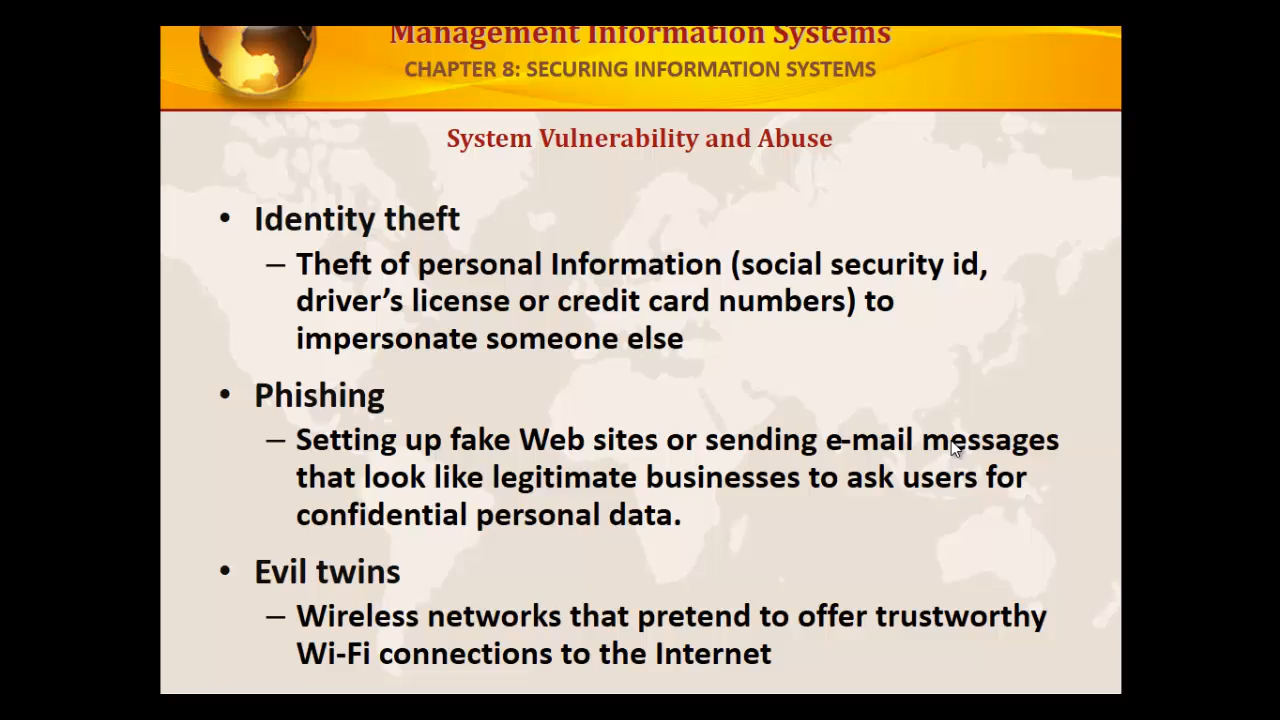 Management Information Systems
CHAPTER 8: SECURING INFORMATION SYSTEMS
System Vulnerability and Abuse
• Identity theft
– Theft of personal Information (social security id,
driver’s license or credit card numbers) to
impersonate someone else
• Phishing
– Setting up fake Web sites or sending e-mail messages
that look like legitimate businesses to ask users for
confidential personal data.
• Evil twins
– Wireless networks that pretend to offer trustworthy
Wi-Fi connections to the Internet